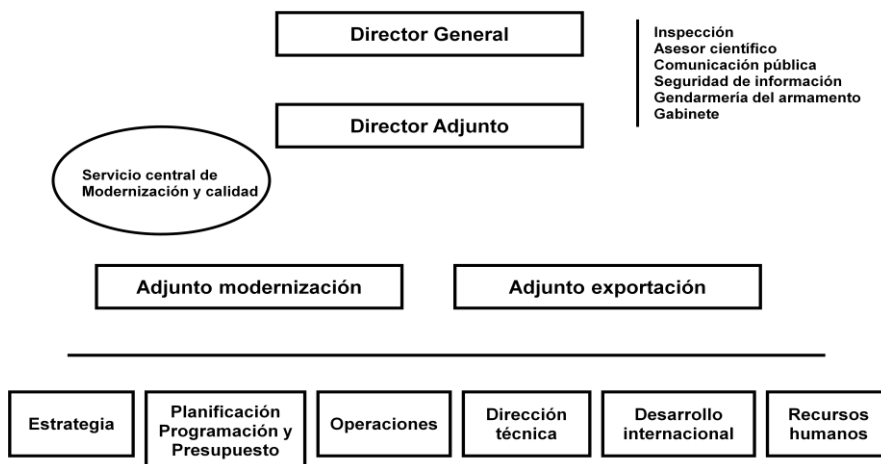 Director General
Inspección
Asesor científico
Comunicación pública
Seguridad de información
Gendarmería del armamento
Gabinete
Director Adjunto
Servicio central de
Modernización y calidad
Adjunto modernización
Adjunto exportación
Estrategia
Planificación
Programación y
Presupuesto
Operaciones
Dirección
técnica
Desarrollo
internacional
Recursos
humanos